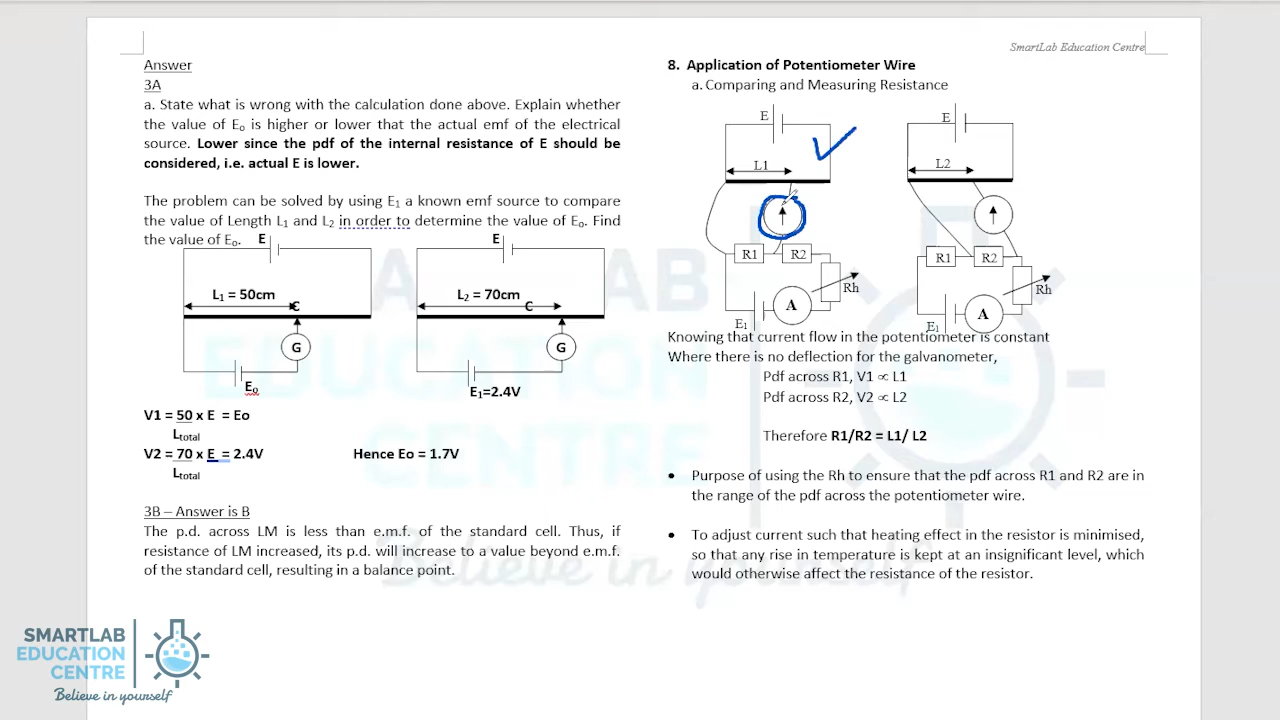 SmartLab Education Centre
Answer
3A
a. State what is wrong with the calculation done above. Explain whether
the value of Eₒ is higher or lower that the actual emf of the electrical
source. Lower since the pdf of the internal resistance of E should be
considered, i.e. actual E is lower.
The problem can be solved by using E₁ a known emf source to compare
the value of Length L₁ and L₂ in order to determine the value of Eₒ. Find
the value of Eₒ.
E
L₁ = 50cm
C
G
Eₒ
E
L₂ = 70cm
C
G
E₁=2.4V
V1 = 50 x E = Eo
Ltotal
V2 = 70 x E = 2.4V
Hence Eo = 1.7V
Ltotal
3B – Answer is B
The p.d. across LM is less than e.m.f. of the standard cell. Thus, if
resistance of LM increased, its p.d. will increase to a value beyond e.m.f.
of the standard cell, resulting in a balance point.
8. Application of Potentiometer Wire
a. Comparing and Measuring Resistance
E
L1
R1
R2
Rh
A
E₁
E
L2
R1
R2
Rh
A
E₁
Knowing that current flow in the potentiometer is constant
Where there is no deflection for the galvanometer,
Pdf across R1, V1 ∝ L1
Pdf across R2, V2 ∝ L2
Therefore R1/R2 = L1/ L2
• Purpose of using the Rh to ensure that the pdf across R1 and R2 are in
the range of the pdf across the potentiometer wire.
• To adjust current such that heating effect in the resistor is minimised,
so that any rise in temperature is kept at an insignificant level, which
would otherwise affect the resistance of the resistor.
EDUCATION
CENTRE
Believe in yourself
SMARTLAB
EDUCATION
CENTRE
Believe in yourself